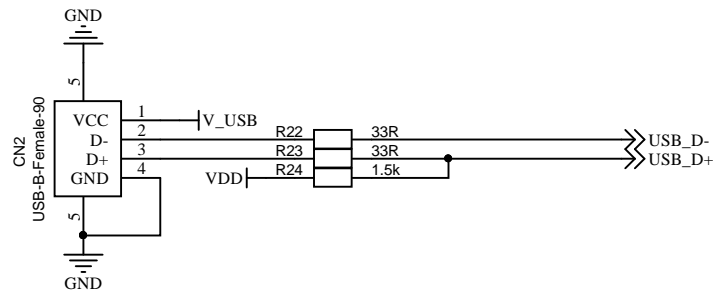 GND
5
CN2
USB-B-Female-90
VCC 1 V_USB
D- 2 R22 33R USB_D-
D+ 3 R23 33R USB_D+
GND 4 VDD R24 1.5k
5
GND